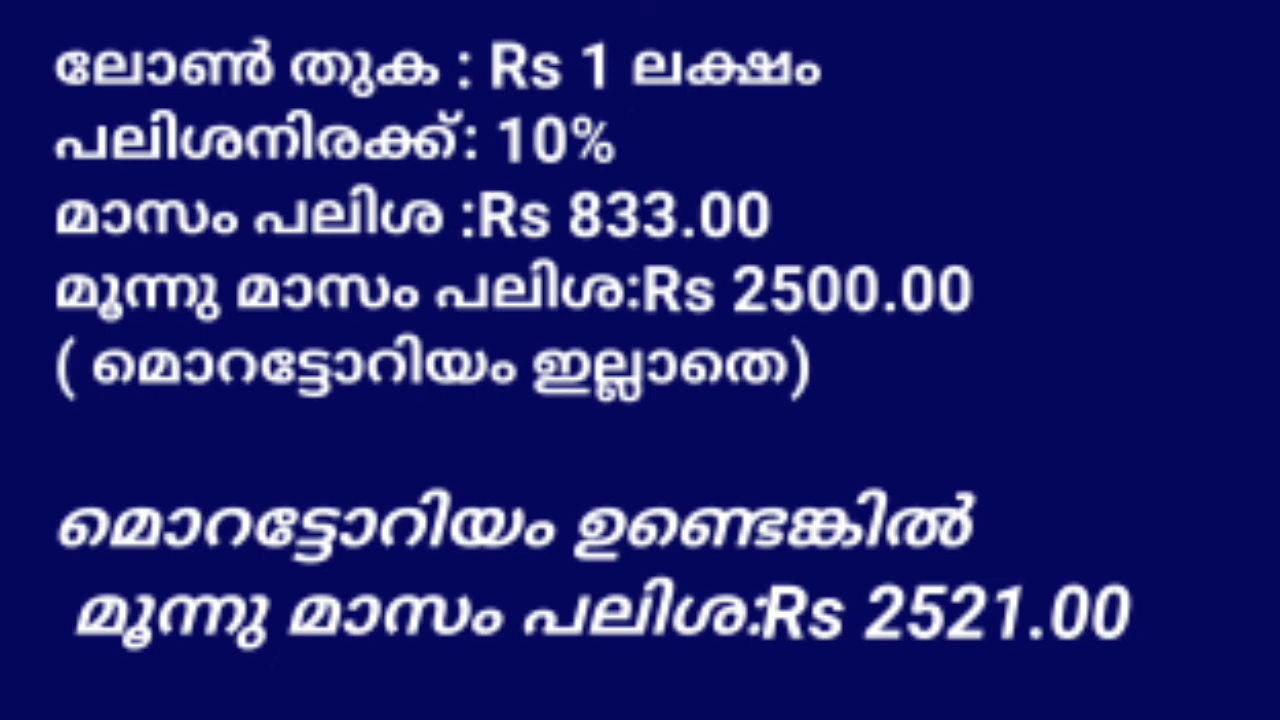 ലോൺ തുക : Rs 1 ലക്ഷം
പലിശനിരക്ക്: 10%
മാസം പലിശ :Rs 833.00
മൂന്നു മാസം പലിശ:Rs 2500.00
( മൊറട്ടോറിയം ഇല്ലാതെ)
മൊറട്ടോറിയം ഉണ്ടെങ്കിൽ
മൂന്നു മാസം പലിശ:Rs 2521.00